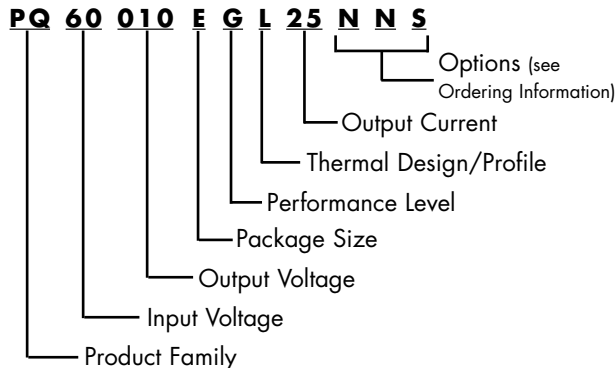 PQ 60 010 E G L 25 N N S
Options (see
Ordering Information)
Output Current
Thermal Design/Profile
Performance Level
Package Size
Output Voltage
Input Voltage
Product Family